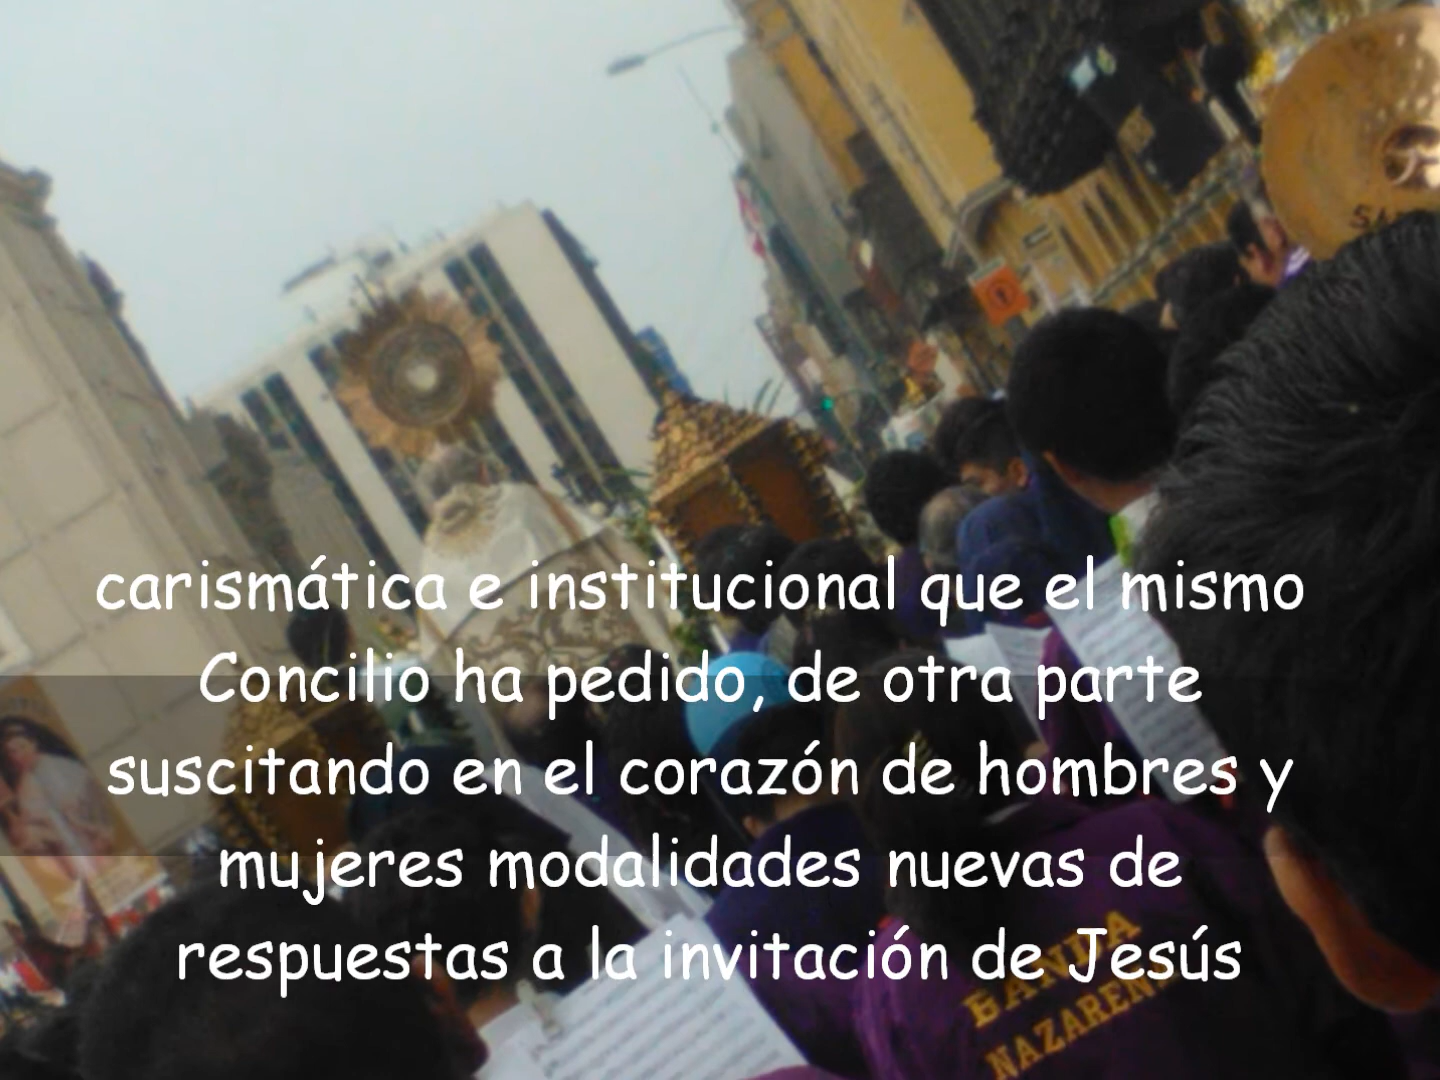 carismática e institucional que el mismo
Concilio ha pedido, de otra parte
suscitando en el corazón de hombres y
mujeres modalidades nuevas de
respuestas a la invitación de Jesús
BANDA